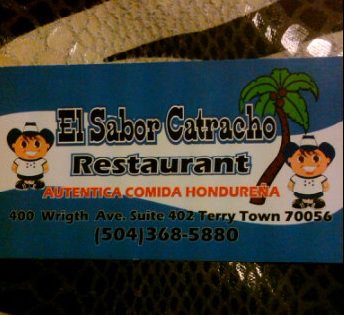 El Sabor Catracho
Restaurant
AUTENTICA COMIDA HONDUREÑA
400 Wrigth Ave. Suite 402 Terry Town 70056
(504)368-5880